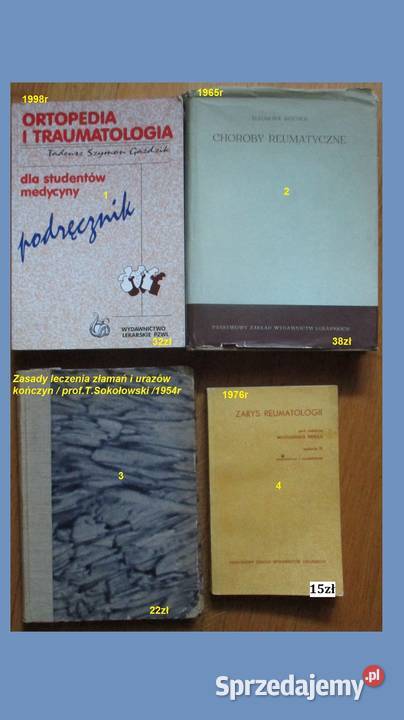 1998r
ORTOPEDIA
I TRAUMATOLOGIA
Tadeusz Szymon Gaździk
dla studentów
medycyny
1
podręcznik
WYDAWNICTWO
LEKARSKIE PZWL
32zł
1965r
CHOROBY REUMATYCZNE
2
PAŃSTWOWY ZAKŁAD WYDAWNICTW LEKARSKICH
38zł
Zasady leczenia złamań i urazów
kończyn / prof.T.Sokołowski /1954r
3
22zł
1976r
ZARYS REUMATOLOGII
pod redakcją
4
PAŃSTWOWY ZAKŁAD WYDAWNICTW LEKARSKICH
15zł
Sprzedajemy.pl